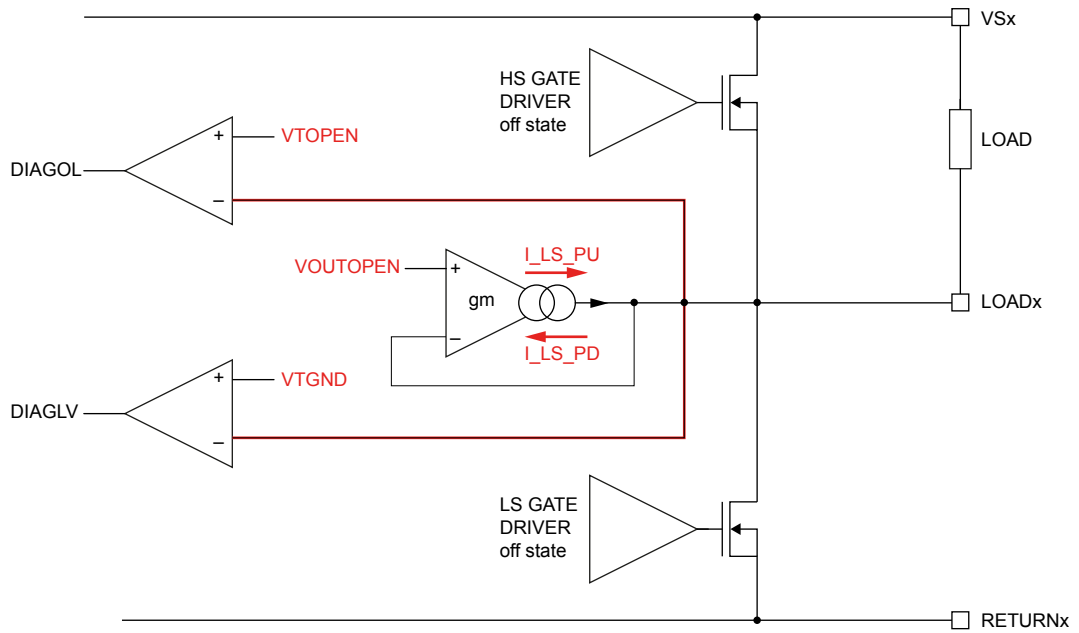 VSx
HS GATE
DRIVER
off state
+
VTOPEN
LOAD
DIAGOL
–
I_LS_PU
VOUTOPEN
+
gm
LOADx
–
I_LS_PD
+
VTGND
DIAGLV
–
LS GATE
DRIVER
off state
RETURNx